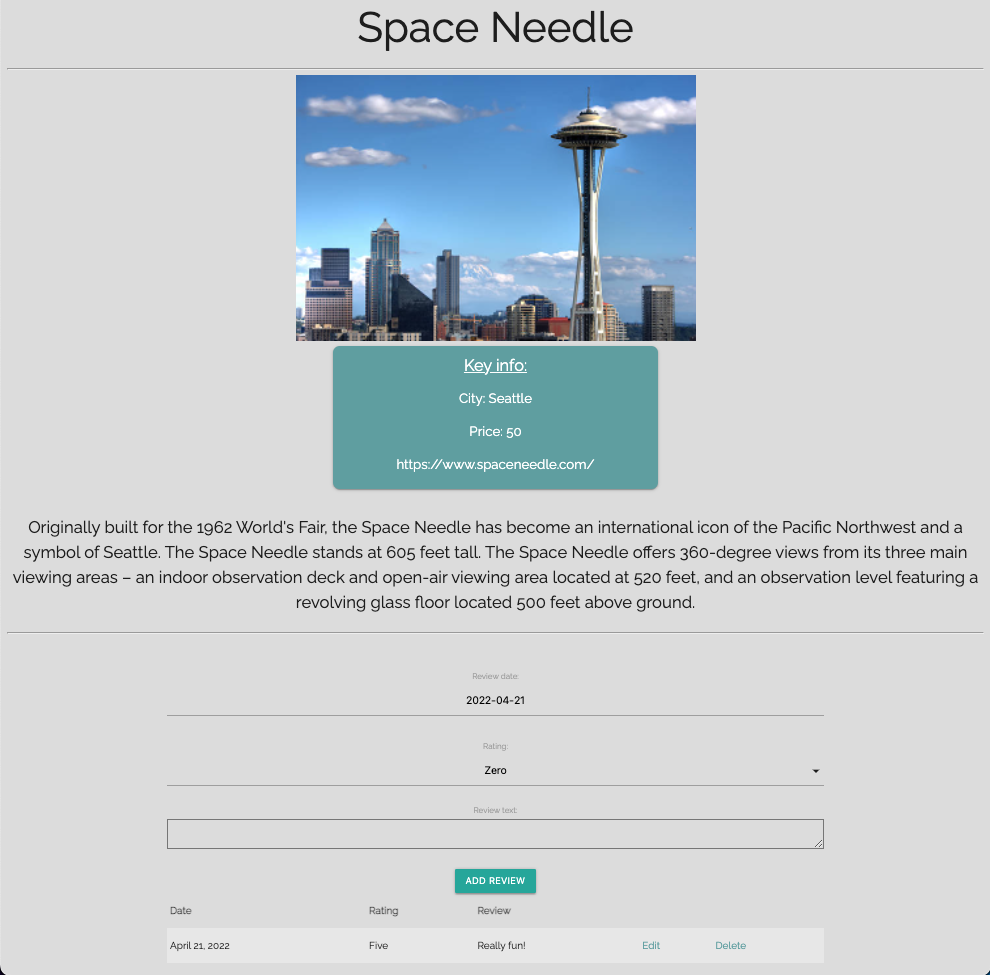 Space Needle
Key info:
City: Seattle
Price: 50
https://www.spaceneedle.com/
Originally built for the 1962 World's Fair, the Space Needle has become an international icon of the Pacific Northwest and a
symbol of Seattle. The Space Needle stands at 605 feet tall. The Space Needle offers 360-degree views from its three main
viewing areas – an indoor observation deck and open-air viewing area located at 520 feet, and an observation level featuring a
revolving glass floor located 500 feet above ground.
Review date:
2022-04-21
Rating:
Zero
Review text:
ADD REVIEW
Date Rating Review
April 21, 2022 Five Really fun! Edit Delete